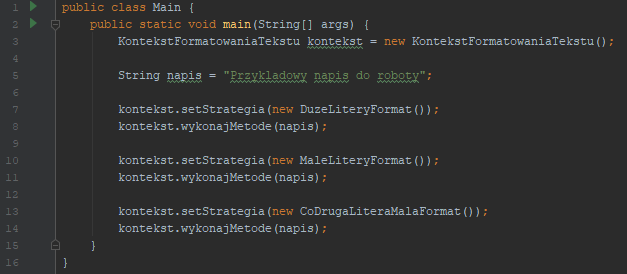 1 public class Main {
2 public static void main(String[] args) {
3 KontekstFormatowaniaTekstu kontekst = new KontekstFormatowaniaTekstu();
4
5 String napis = "Przykladowy napis do roboty";
6
7 kontekst.setStrategia(new DuzeLiteryFormat());
8 kontekst.wykonajMetode(napis);
9
10 kontekst.setStrategia(new MaleLiteryFormat());
11 kontekst.wykonajMetode(napis);
12
13 kontekst.setStrategia(new CoDrugaLiteraMalaFormat());
14 kontekst.wykonajMetode(napis);
15 }
16 }